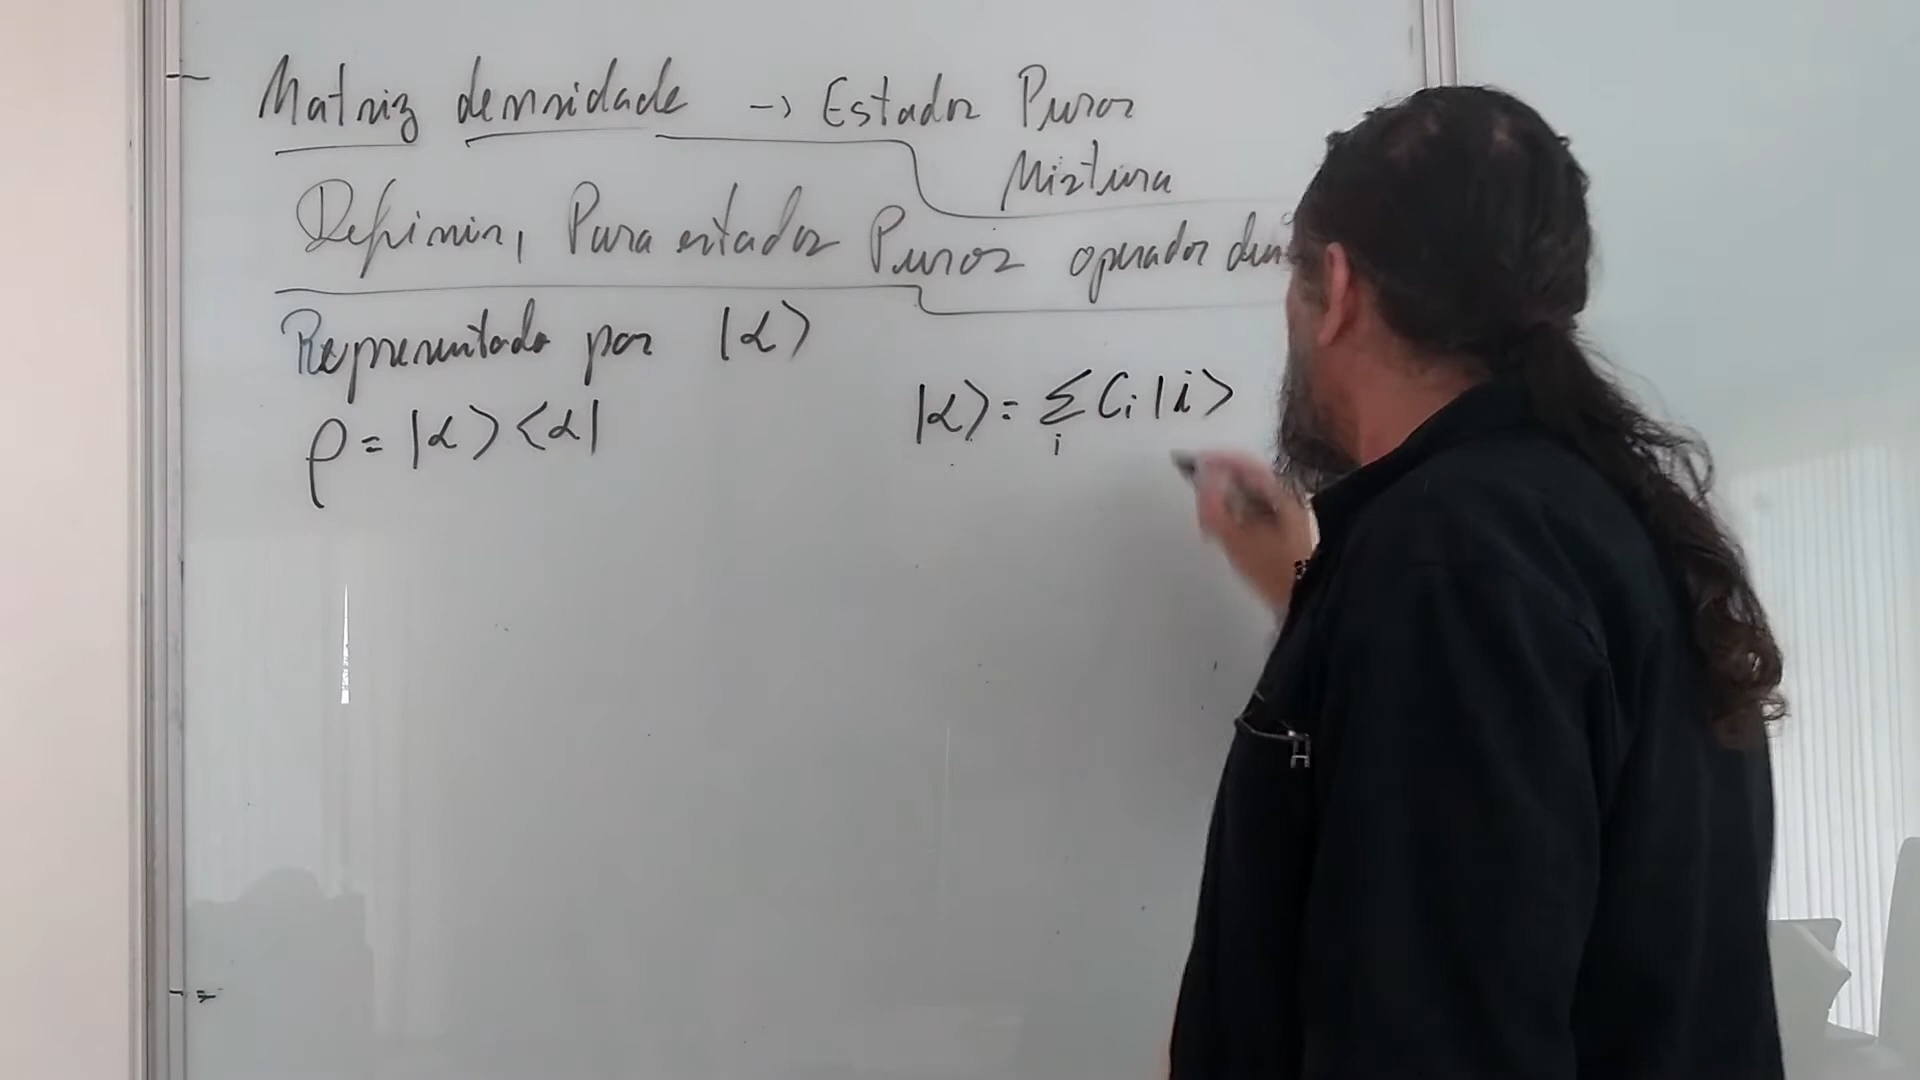 Matriz densidade -> Estados Puros
Mistura
Definir, Para estados Puros operador
Representado por |α⟩
ρ = |α⟩⟨α|
|α⟩ = Σ_i C_i |i⟩